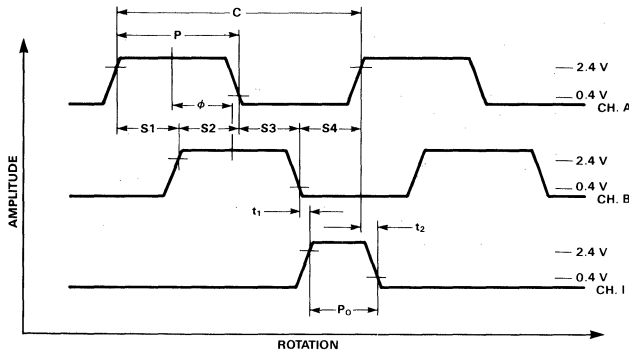 C
P
2.4 V
0.4 V
CH. A
ϕ
S1 S2 S3 S4
2.4 V
0.4 V
CH. B
t1
t2
2.4 V
0.4 V
CH. I
P0
AMPLITUDE
ROTATION